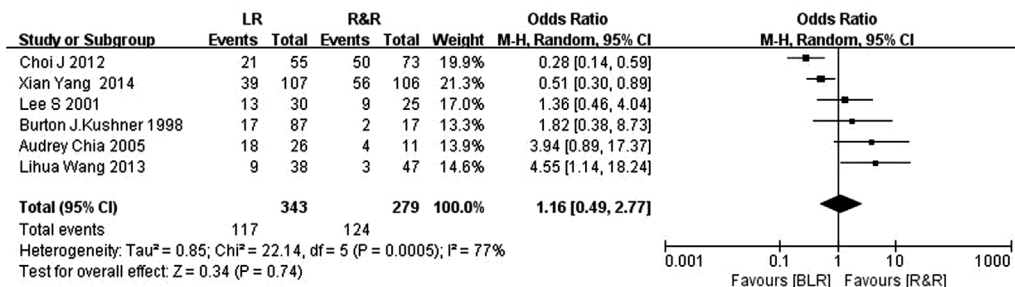 LR R&R Odds Ratio Odds Ratio
Study or Subgroup Events Total Events Total Weight M-H, Random, 95% CI M-H, Random, 95% CI
Choi J 2012 21 55 50 73 19.9% 0.28 [0.14, 0.59]
Xian Yang 2014 39 107 56 106 21.3% 0.51 [0.30, 0.89]
Lee S 2001 13 30 9 25 17.0% 1.36 [0.46, 4.04]
Burton J.Kushner 1998 17 87 2 17 13.3% 1.82 [0.38, 8.73]
Audrey Chia 2005 18 26 4 11 13.9% 3.94 [0.89, 17.37]
Lihua Wang 2013 9 38 3 47 14.6% 4.55 [1.14, 18.24]
Total (95% CI) 343 279 100.0% 1.16 [0.49, 2.77]
Total events 117 124
Heterogeneity: Tau² = 0.85; Chi² = 22.14, df = 5 (P = 0.0005); I² = 77%
Test for overall effect: Z = 0.34 (P = 0.74)
0.001 0.1 1 10 1000
Favours [BLR] Favours [R&R]